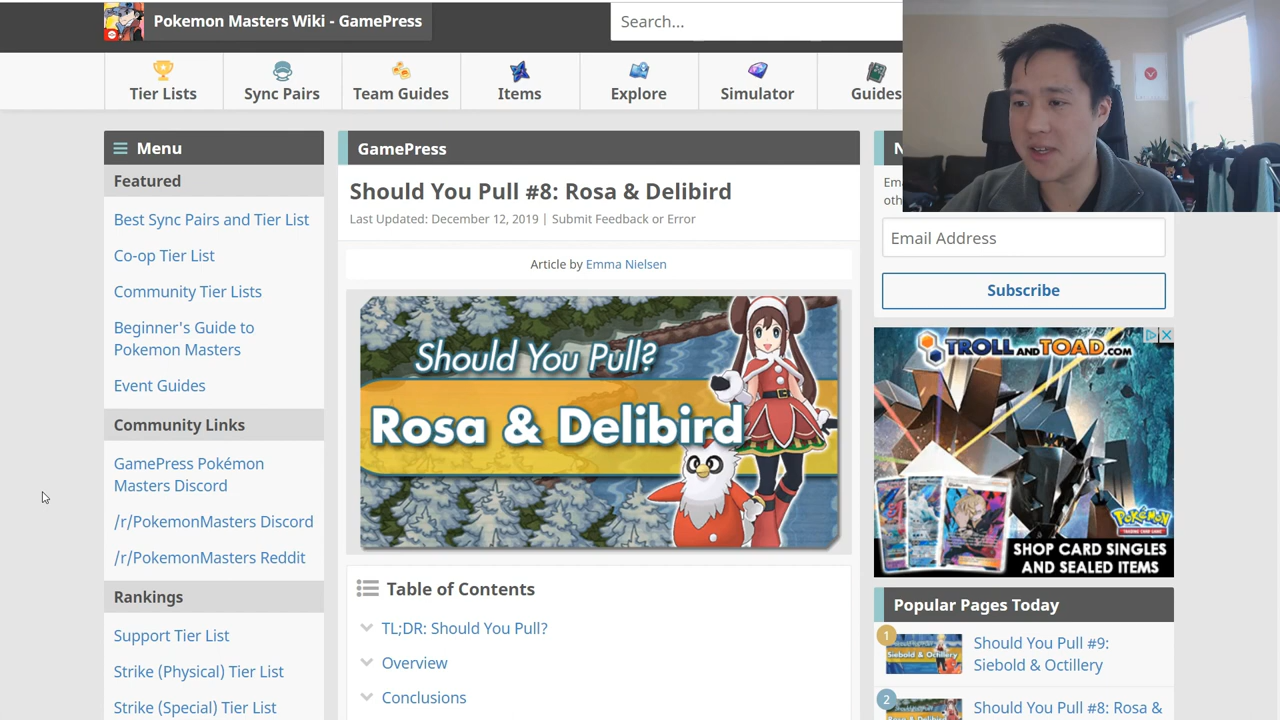 Pokemon Masters Wiki - GamePress
Search...
Tier Lists
Sync Pairs
Team Guides
Items
Explore
Simulator
Guides
Menu
Featured
Best Sync Pairs and Tier List
Co-op Tier List
Community Tier Lists
Beginner's Guide to
Pokemon Masters
Event Guides
Community Links
GamePress Pokémon
Masters Discord
/r/PokemonMasters Discord
/r/PokemonMasters Reddit
Rankings
Support Tier List
Strike (Physical) Tier List
Strike (Special) Tier List
GamePress
Should You Pull #8: Rosa & Delibird
Last Updated: December 12, 2019 | Submit Feedback or Error
Article by Emma Nielsen
Should You Pull?
Rosa & Delibird
Table of Contents
TL;DR: Should You Pull?
Overview
Conclusions
Email Address
Subscribe
TROLL AND TOAD.COM
POKéMON
TRADING CARD GAME
SHOP CARD SINGLES
AND SEALED ITEMS
Popular Pages Today
1
Siebold & Octillery
Should You Pull #9:
Siebold & Octillery
2
Should You Pull #8: Rosa &